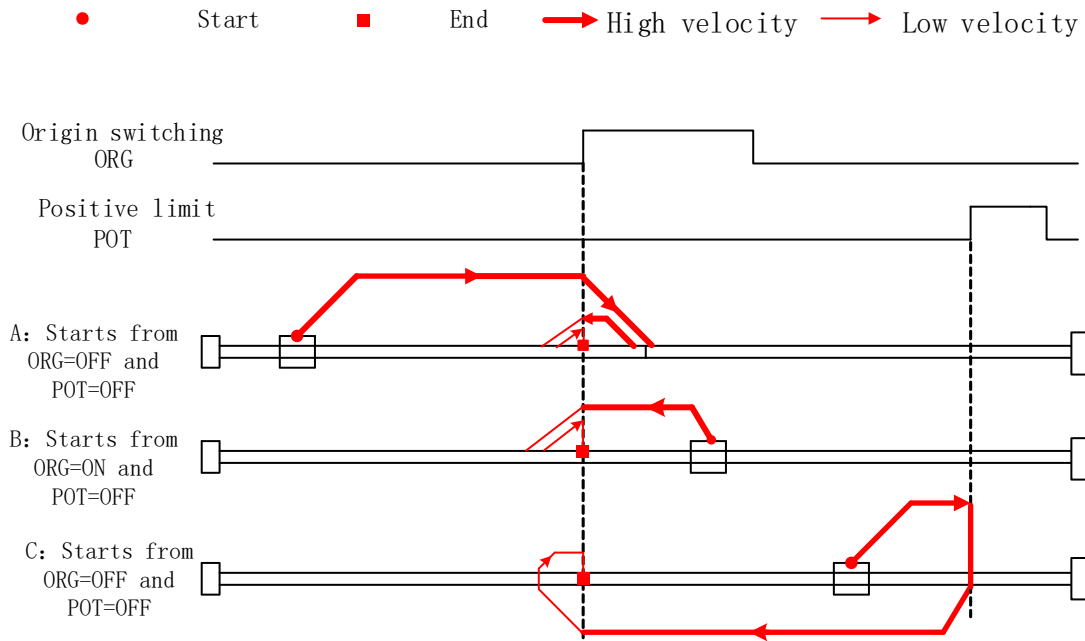 Start End High velocity Low velocity
Origin switching
ORG
Positive limit
POT
A: Starts from
ORG=OFF and
POT=OFF
B: Starts from
ORG=ON and
POT=OFF
C: Starts from
ORG=OFF and
POT=OFF